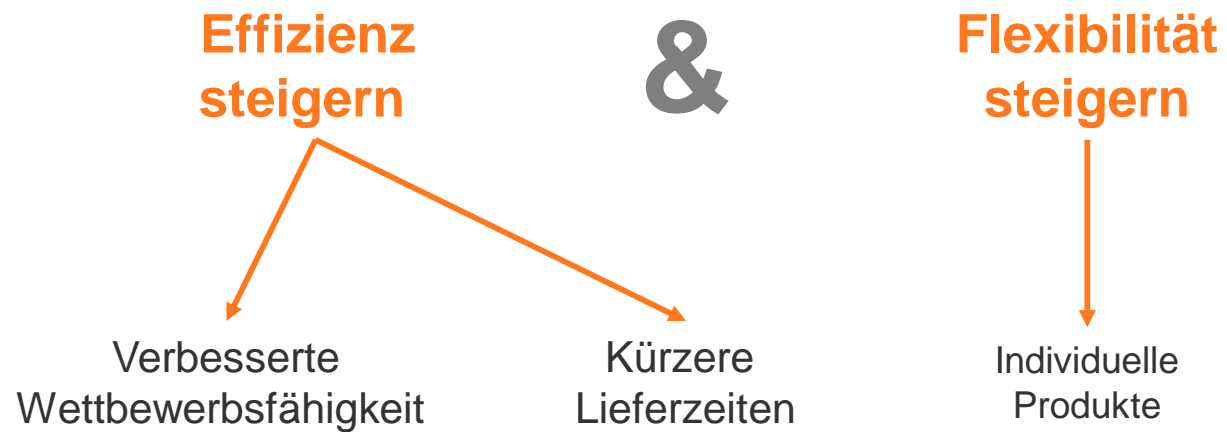 Effizienz
steigern
&
Flexibilität
steigern
Verbesserte
Wettbewerbsfähigkeit
Kürzere
Lieferzeiten
Individuelle
Produkte